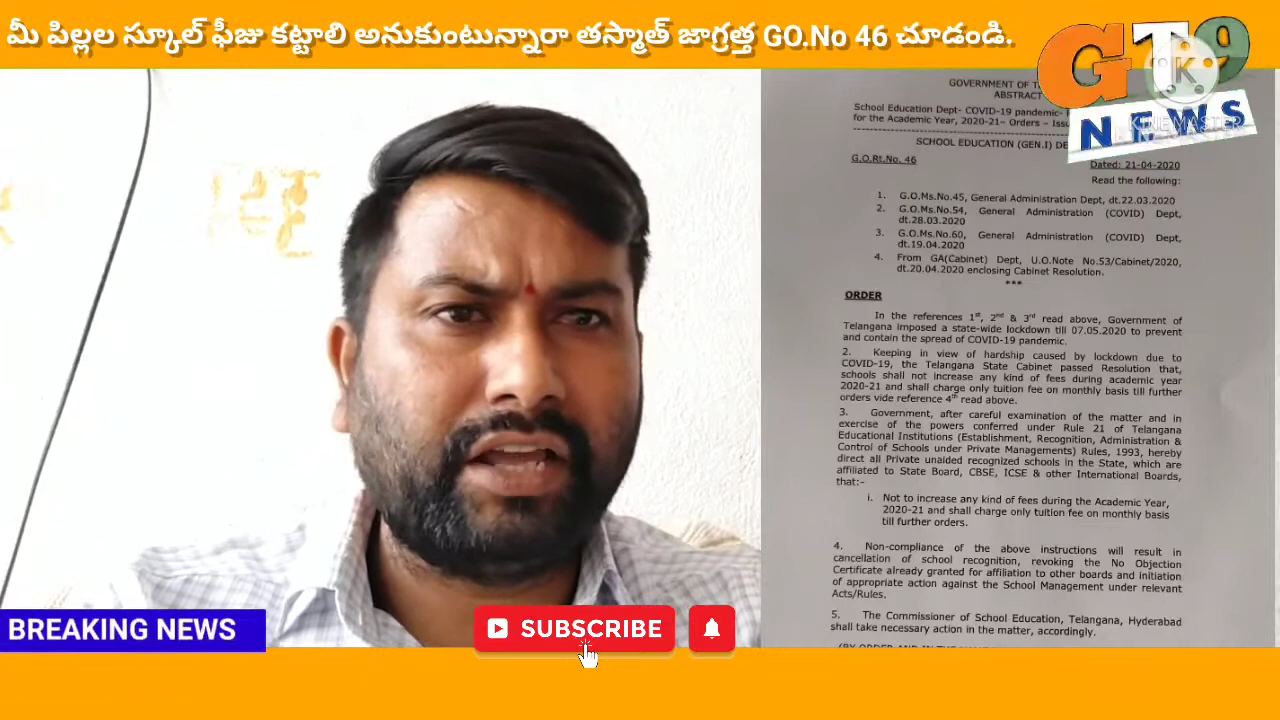 మీ పిల్లల స్కూల్ ఫీజు కట్టాలి అనుకుంటున్నారా తస్మాత్ జాగ్రత్త GO.No 46 చూడండి.
GT9
NEWS
K
KINEMASTER
GOVERNMENT OF
ABSTRACT
School Education Dept- COVID-19 pandemic-
for the Academic Year, 2020-21– Orders –
SCHOOL EDUCATION (GEN.I)
G.O.Rt.No. 46
Dated: 21-04-2020
Read the following:
1. G.O.Ms.No.45, General Administration Dept, dt.22.03.2020
2. G.O.Ms.No.54, General Administration (COVID) Dept,
dt.28.03.2020
3. G.O.Ms.No.60, General Administration (COVID) Dept,
dt.19.04.2020
4. From GA(Cabinet) Dept, U.O.Note No.53/Cabinet/2020,
dt.20.04.2020 enclosing Cabinet Resolution.
***
ORDER
In the references 1st, 2nd & 3rd read above, Government of
Telangana imposed a state-wide lockdown till 07.05.2020 to prevent
and contain the spread of COVID-19 pandemic.
2. Keeping in view of hardship caused by lockdown due to
COVID-19, the Telangana State Cabinet passed Resolution that,
schools shall not increase any kind of fees during academic year
2020-21 and shall charge only tuition fee on monthly basis till further
orders vide reference 4th read above.
3. Government, after careful examination of the matter and in
exercise of the powers conferred under Rule 21 of Telangana
Educational Institutions (Establishment, Recognition, Administration &
Control of Schools under Private Managements) Rules, 1993, hereby
direct all Private unaided recognized schools in the State, which are
affiliated to State Board, CBSE, ICSE & other International Boards,
that:-
i. Not to increase any kind of fees during the Academic Year,
2020-21 and shall charge only tuition fee on monthly basis
till further orders.
4. Non-compliance of the above instructions will result in
cancellation of school recognition, revoking the No Objection
Certificate already granted for affiliation to other boards and initiation
of appropriate action against the School Management under relevant
Acts/Rules.
5. The Commissioner of School Education, Telangana, Hyderabad
shall take necessary action in the matter, accordingly.
BREAKING NEWS
SUBSCRIBE